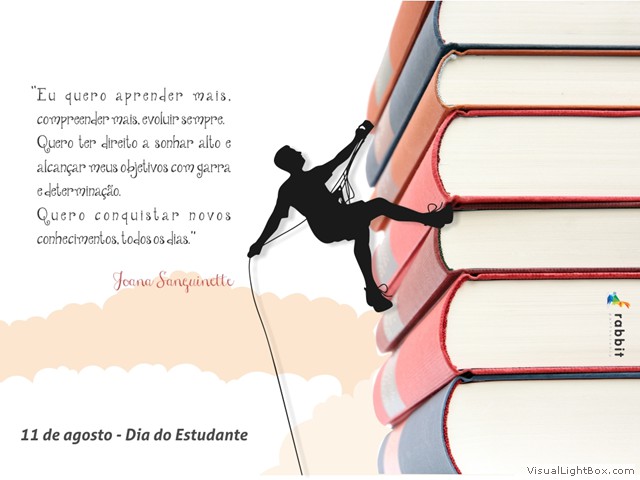 "Eu quero aprender mais,
compreender mais, evoluir sempre.
Quero ter direito a sonhar alto e
alcançar meus objetivos com garra
e determinação.
Quero conquistar novos
conhecimentos, todos os dias."
Joana Sanguinette
11 de agosto - Dia do Estudante
rabbit
VisualLightBox.com